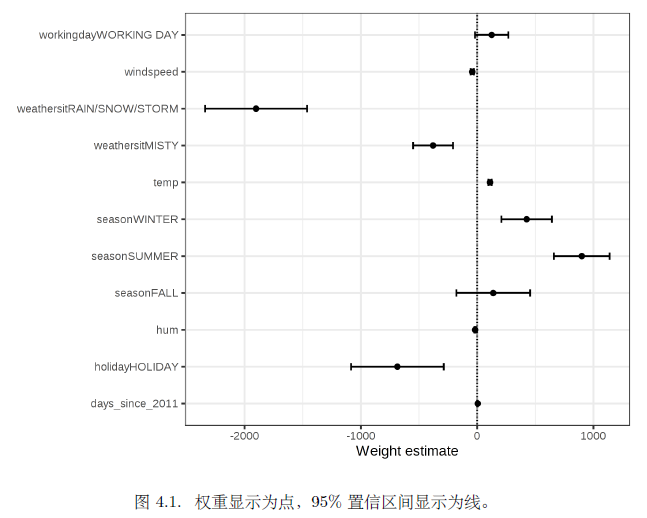 workingdayWORKING DAY
windspeed
weathersitRAIN/SNOW/STORM
weathersitMISTY
temp
seasonWINTER
seasonSUMMER
seasonFALL
hum
holidayHOLIDAY
days_since_2011
-2000 -1000 0 1000
Weight estimate
图 4.1. 权重显示为点，95% 置信区间显示为线。